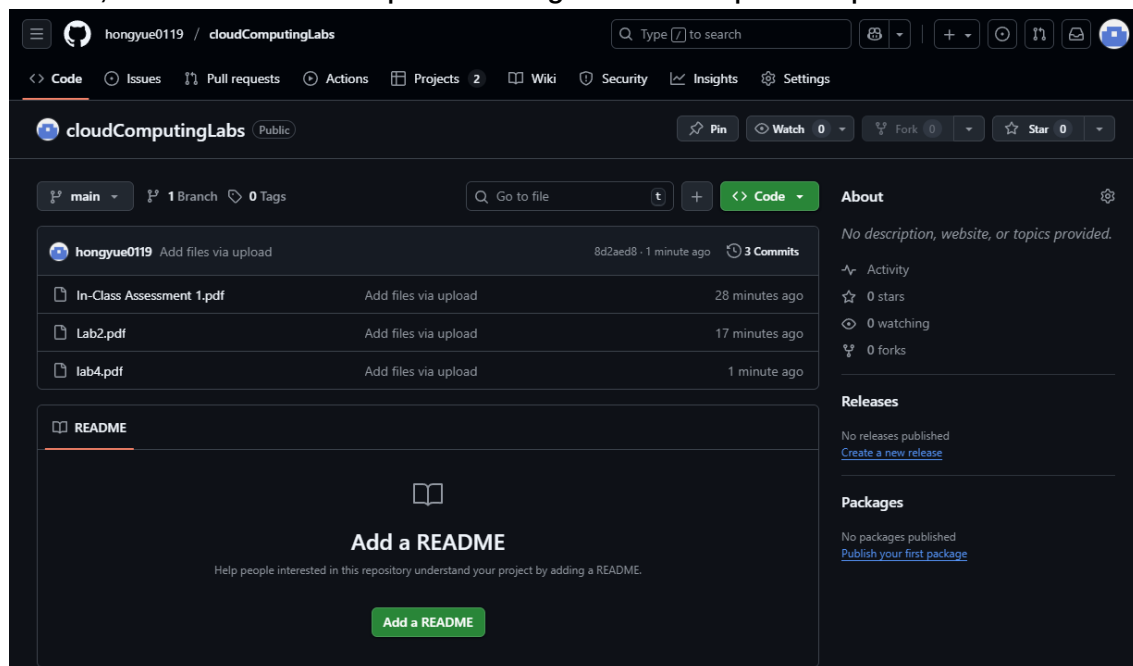 hongyue0119 / cloudComputingLabs
Type / to search
Code Issues Pull requests Actions Projects 2 Wiki Security Insights Settings
cloudComputingLabs Public
Pin Watch 0 Fork 0 Star 0
main 1 Branch 0 Tags
Go to file t + Code
hongyue0119 Add files via upload 8d2aed8 · 1 minute ago 3 Commits
In-Class Assessment 1.pdf Add files via upload 28 minutes ago
Lab2.pdf Add files via upload 17 minutes ago
lab4.pdf Add files via upload 1 minute ago
README
Add a README
Help people interested in this repository understand your project by adding a README.
Add a README
About
No description, website, or topics provided.
Activity
0 stars
0 watching
0 forks
Releases
No releases published
Create a new release
Packages
No packages published
Publish your first package